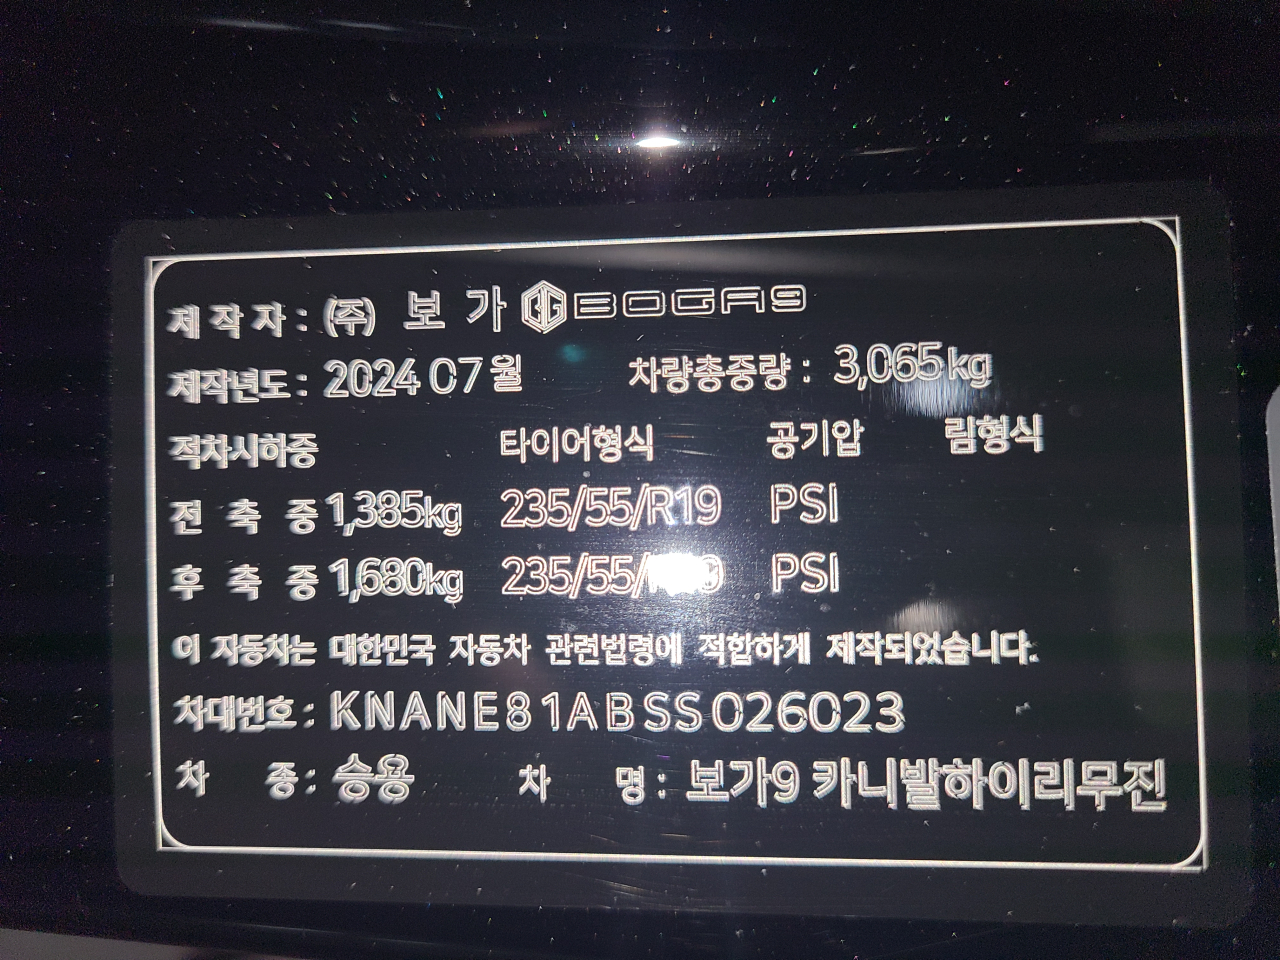 제작자 : (주) 보가 BOGA9
제작년도 : 2024 07월 차량총중량 : 3,065kg
적차시하중 타이어형식 공기압 림형식
전축중 1,385kg 235/55/R19 PSI
후축중 1,680kg 235/55/R19 PSI
이 자동차는 대한민국 자동차 관련법령에 적합하게 제작되었습니다.
차대번호 : KNANE81ABSS026023
차종 : 승용 차명 : 보가9 카니발하이리무진